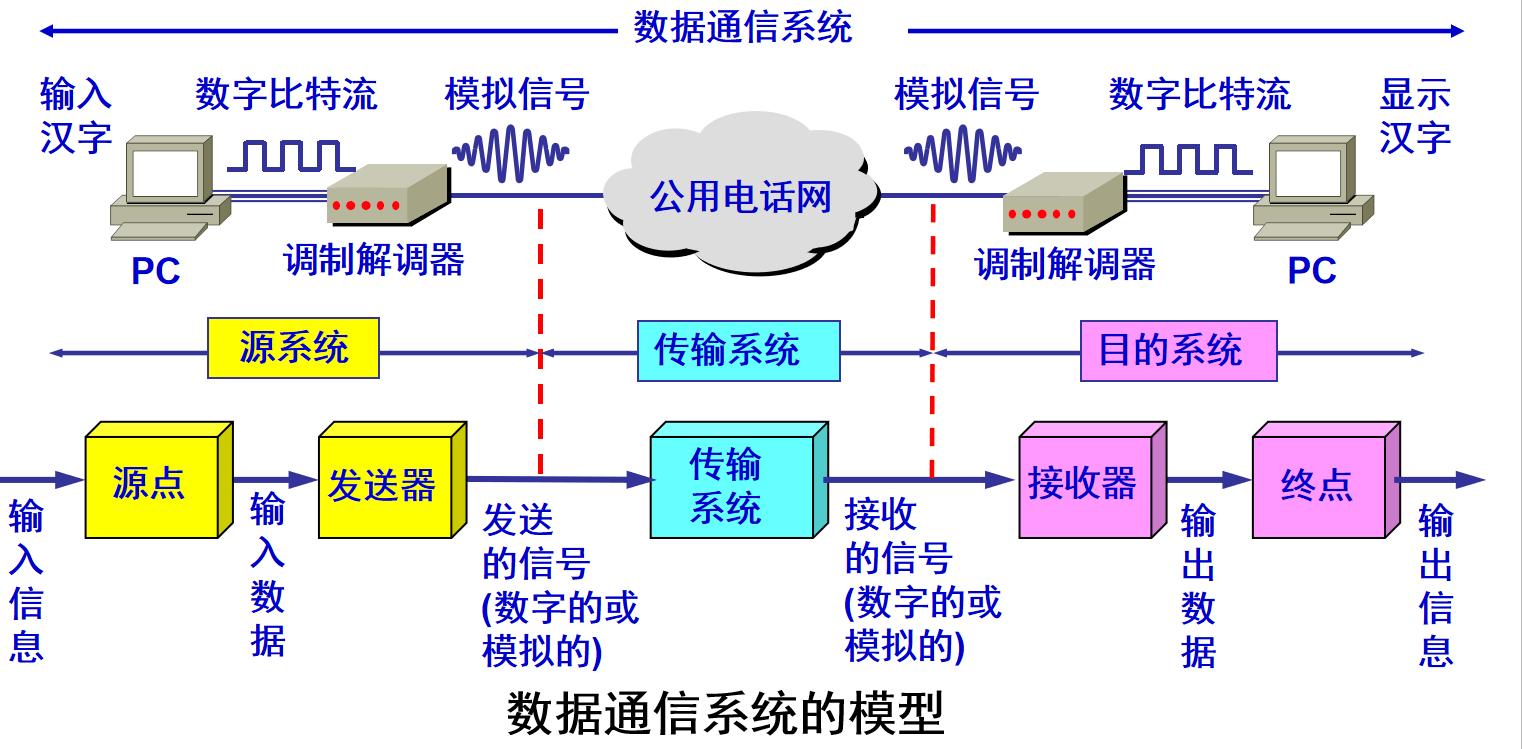 数据通信系统
输入
汉字
数字比特流
模拟信号
模拟信号
数字比特流
显示
汉字
公用电话网
PC
调制解调器
调制解调器
PC
源系统
传输系统
目的系统
源点
发送器
传输
系统
接收器
终点
输入信息
输入数据
发送
的信号
(数字的或
模拟的)
接收
的信号
(数字的或
模拟的)
输出数据
输出信息
数据通信系统的模型